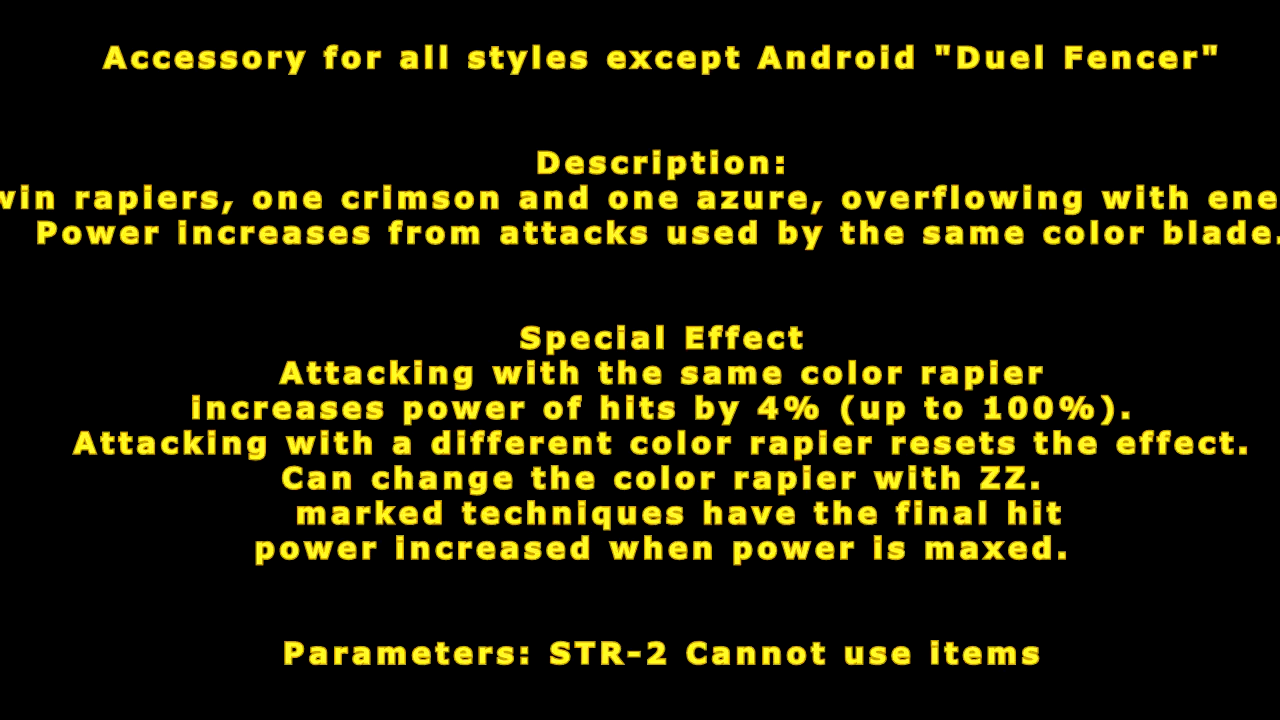 Accessory for all styles except Android "Duel Fencer"
Description:
rapiers, one crimson and one azure, overflowing with
Power increases from attacks used by the same color blade.
Special Effect
Attacking with the same color rapier
increases power of hits by 4% (up to 100%).
Attacking with a different color rapier resets the effect.
Can change the color rapier with ZZ.
marked techniques have the final hit
power increased when power is maxed.
Parameters: STR-2 Cannot use items